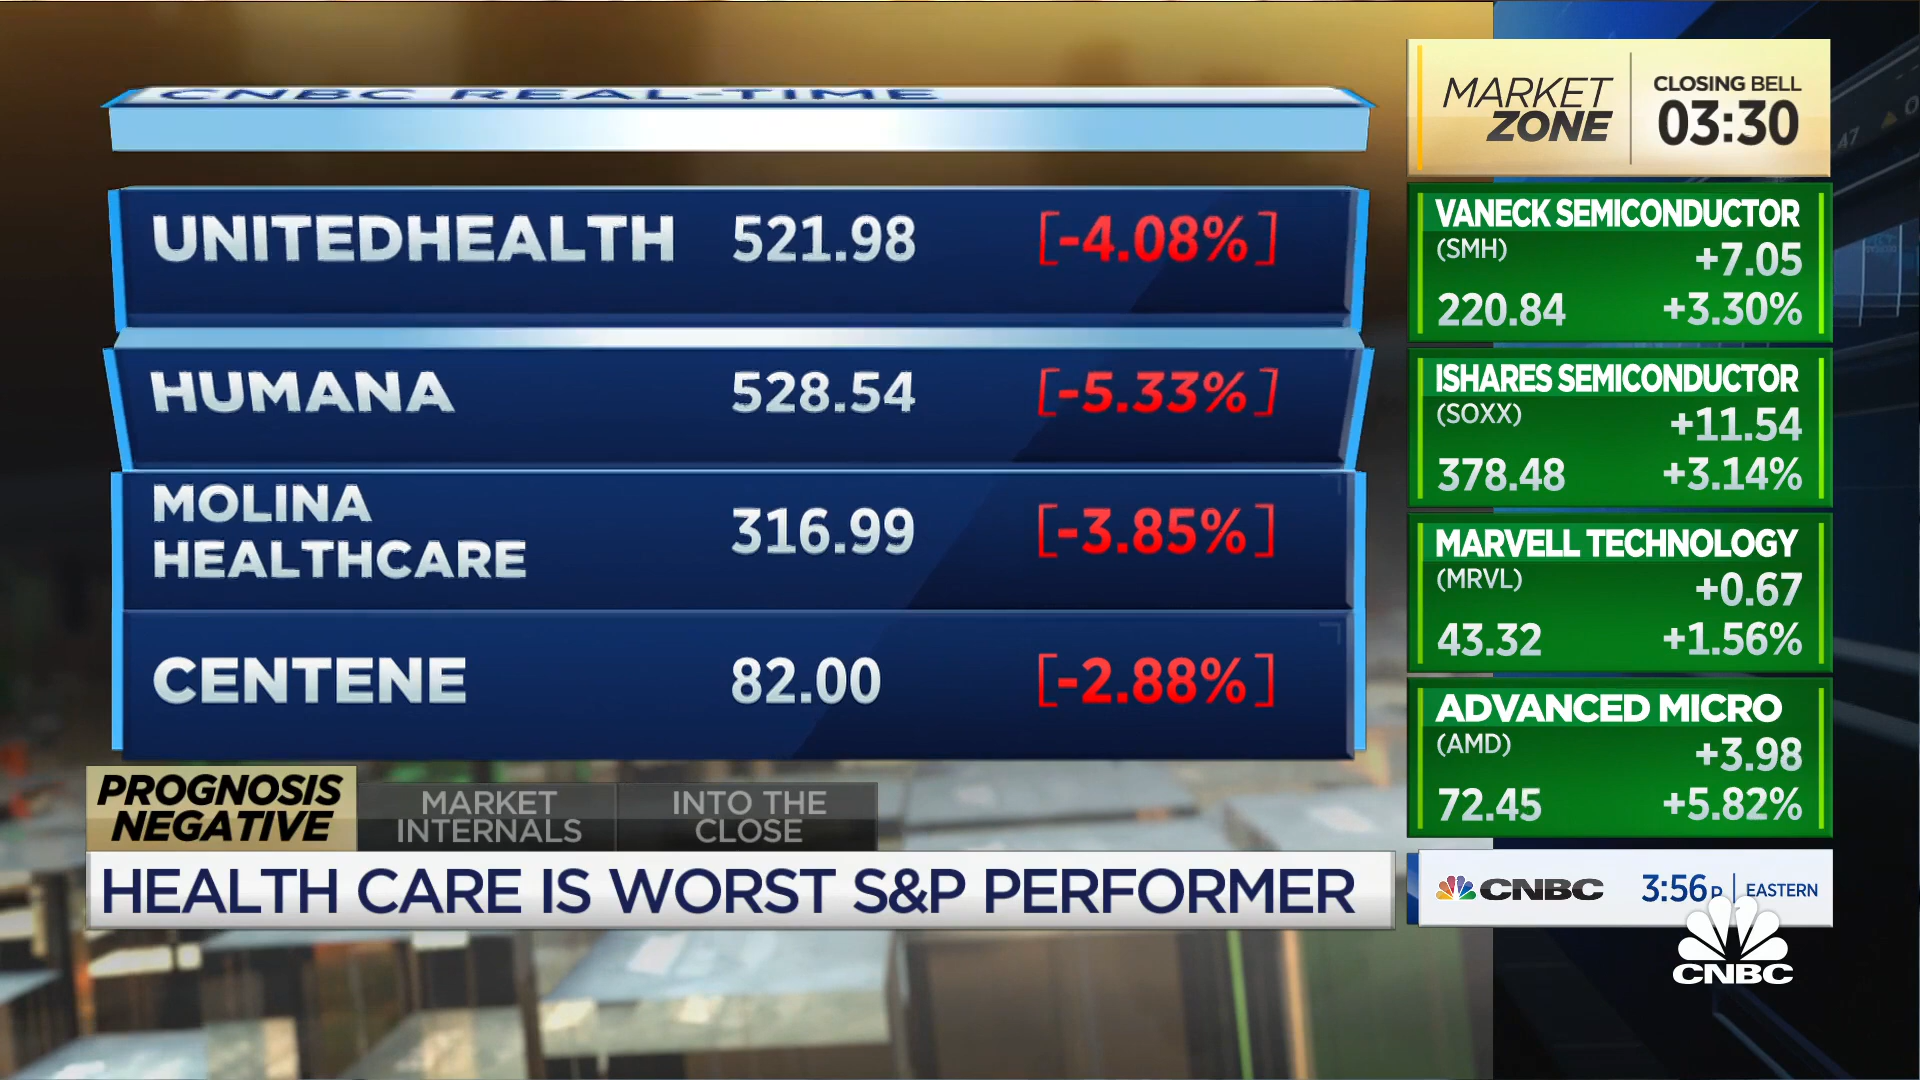 CNBC REAL-TIME
UNITEDHEALTH 521.98 [-4.08%]
HUMANA 528.54 [-5.33%]
MOLINA
HEALTHCARE 316.99 [-3.85%]
CENTENE 82.00 [-2.88%]
PROGNOSIS
NEGATIVE
MARKET
INTERNALS
INTO THE
CLOSE
HEALTH CARE IS WORST S&P PERFORMER
MARKET
ZONE
CLOSING BELL
03:30
VANECK SEMICONDUCTOR
(SMH) +7.05
220.84 +3.30%
ISHARES SEMICONDUCTOR
(SOXX) +11.54
378.48 +3.14%
MARVELL TECHNOLOGY
(MRVL) +0.67
43.32 +1.56%
ADVANCED MICRO
(AMD) +3.98
72.45 +5.82%
CNBC 3:56P EASTERN
CNBC